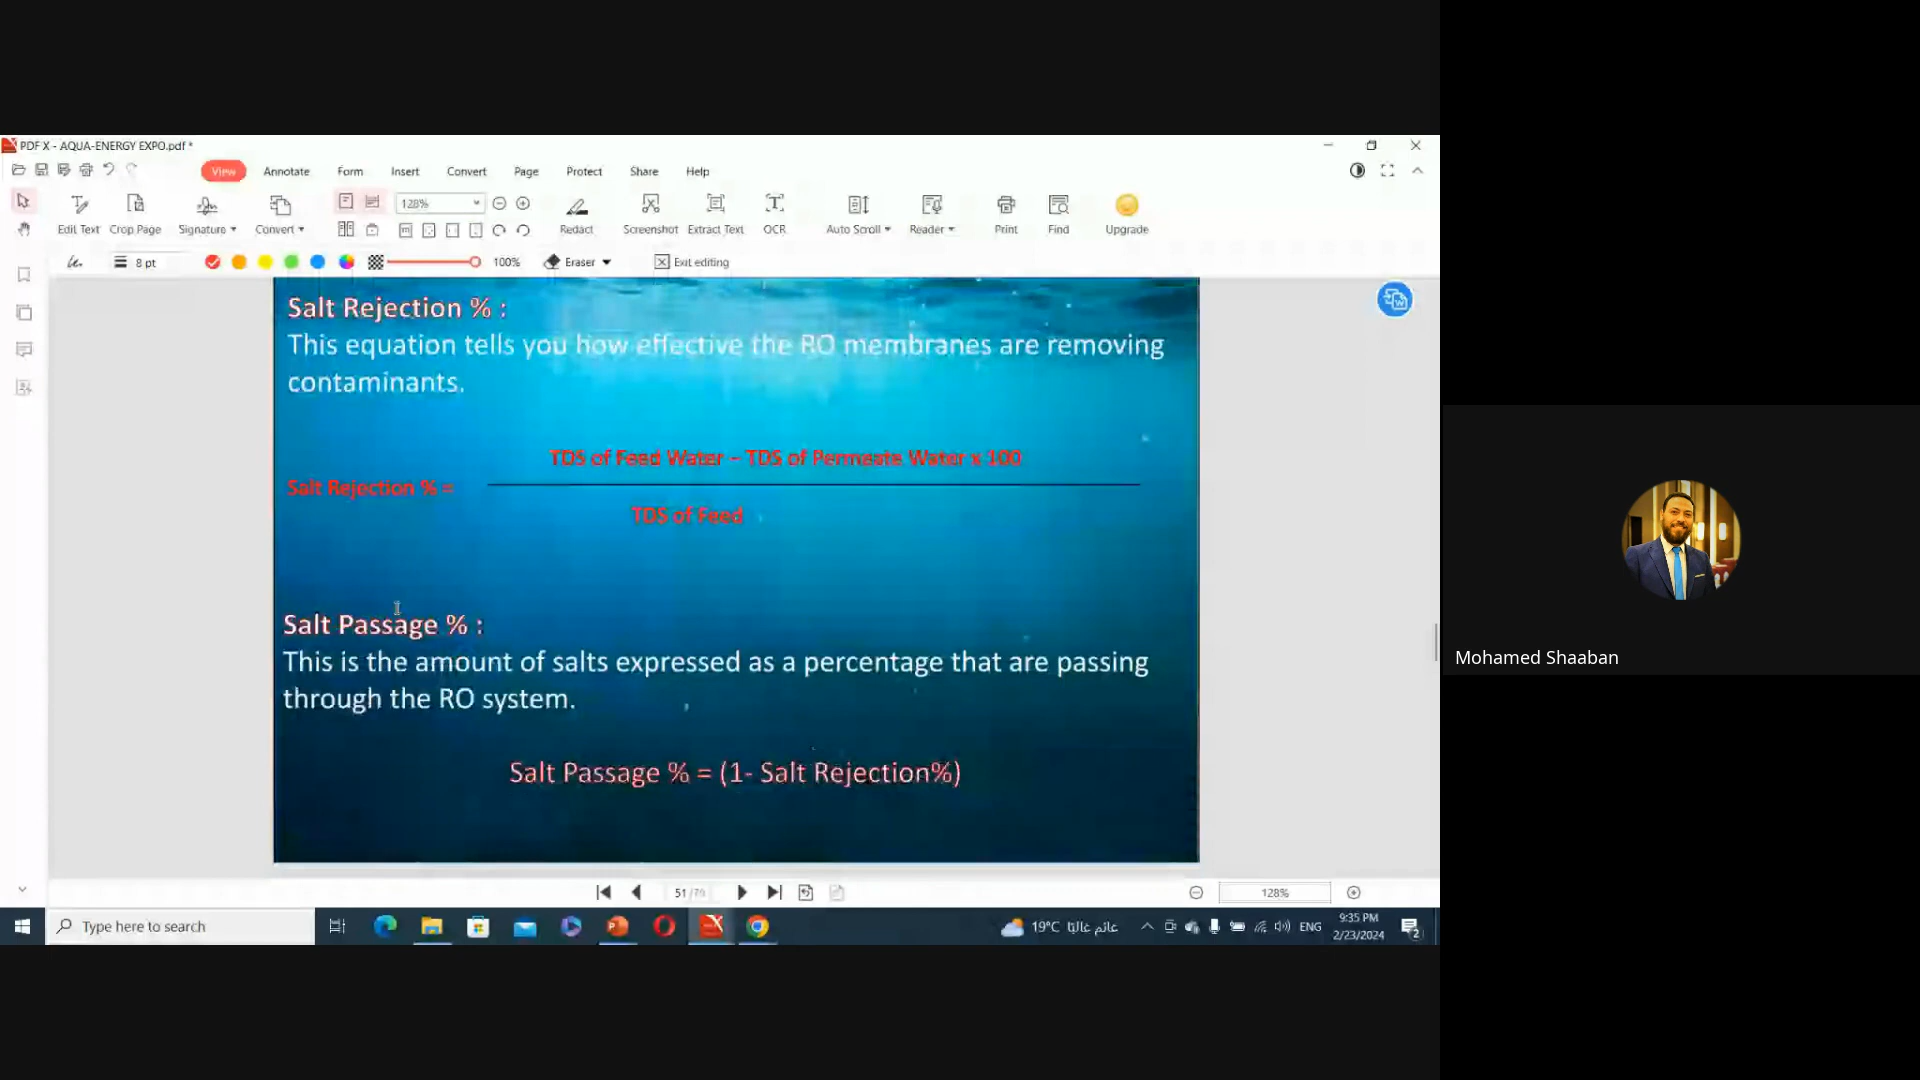 PDF X - AQUA-ENERGY EXPO.pdf *
View Annotate Form Insert Convert Page Protect Share Help
128%
Edit Text Crop Page Signature Convert Redact Screenshot Extract Text OCR Auto Scroll Reader Print Find Upgrade
8 pt 100% Eraser Exit editing
Salt Rejection % :
This equation tells you how effective the RO membranes are removing
contaminants.
TDS of Feed Water – TDS of Permeate Water x 100
Salt Rejection % =
TDS of Feed
Salt Passage % :
This is the amount of salts expressed as a percentage that are passing
through the RO system.
Salt Passage % = (1- Salt Rejection%)
Mohamed Shaaban
51 128%
Type here to search
19°C غائم غالبًا ENG
9:35 PM
2/23/2024
2